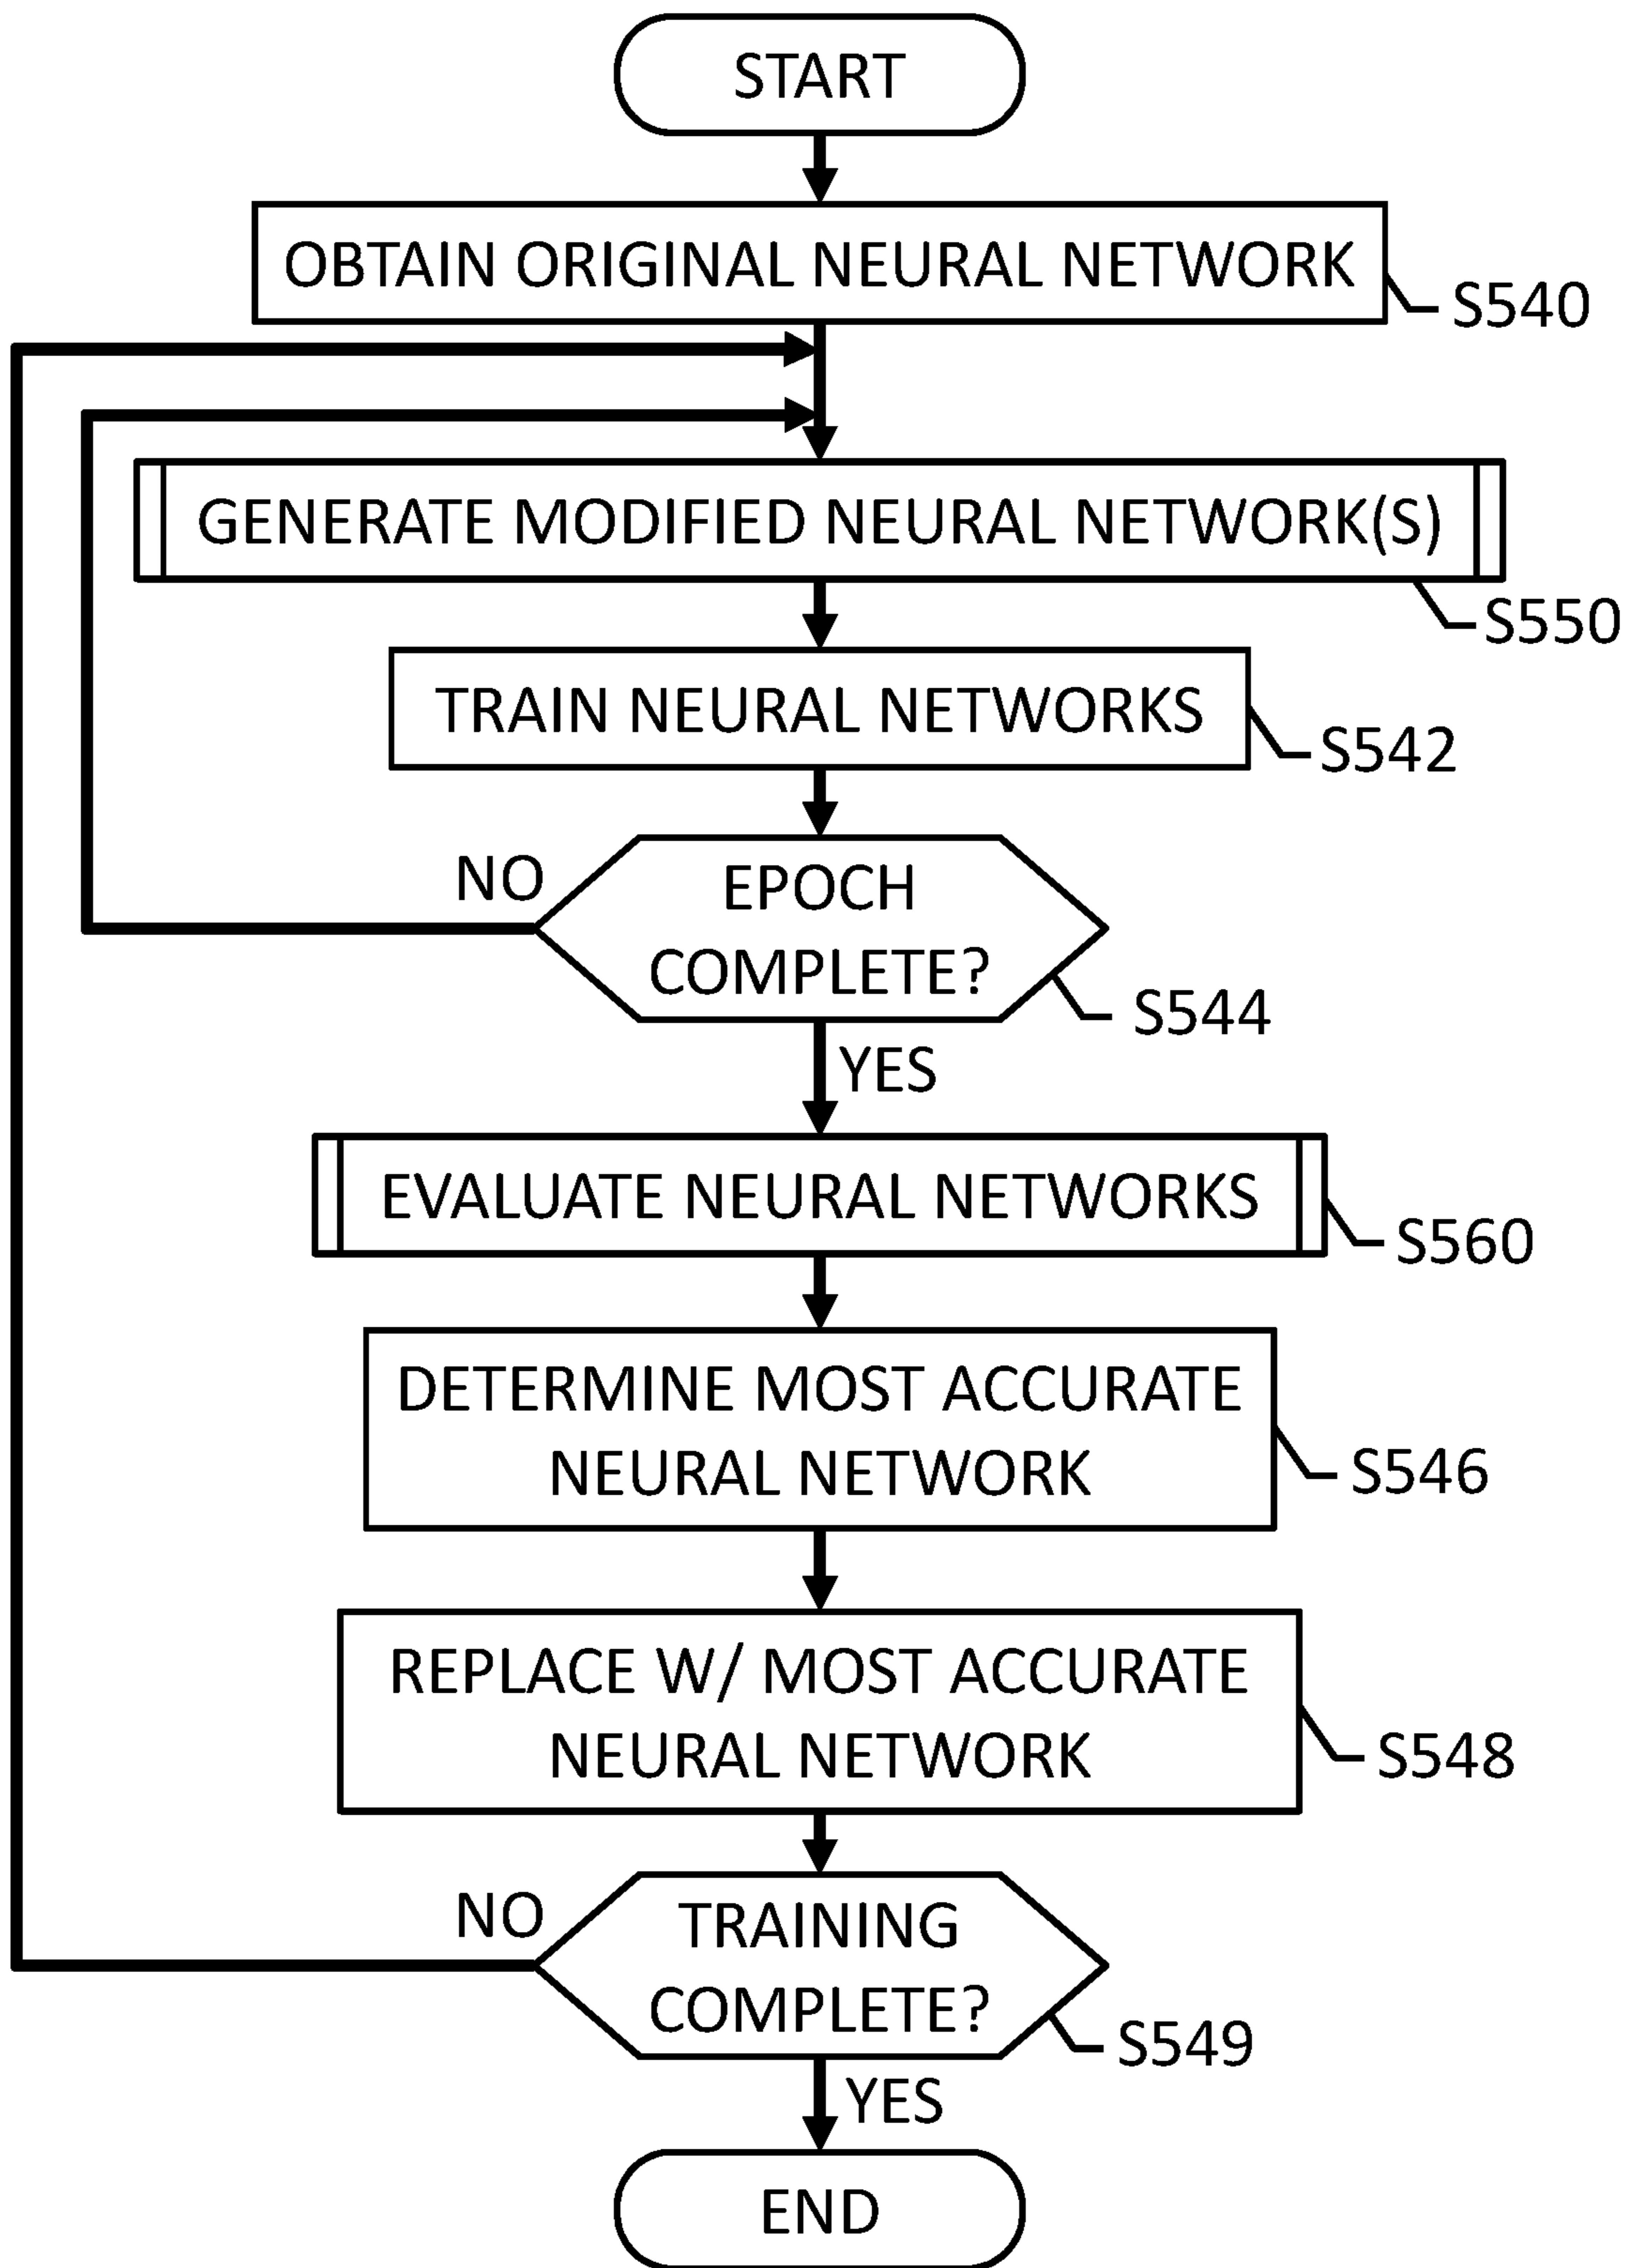 START
OBTAIN ORIGINAL NEURAL NETWORK
S540
GENERATE MODIFIED NEURAL NETWORK(S)
S550
TRAIN NEURAL NETWORKS
S542
NO
EPOCH
COMPLETE?
S544
YES
EVALUATE NEURAL NETWORKS
S560
DETERMINE MOST ACCURATE
NEURAL NETWORK
S546
REPLACE W/ MOST ACCURATE
NEURAL NETWORK
S548
NO
TRAINING
COMPLETE?
S549
YES
END